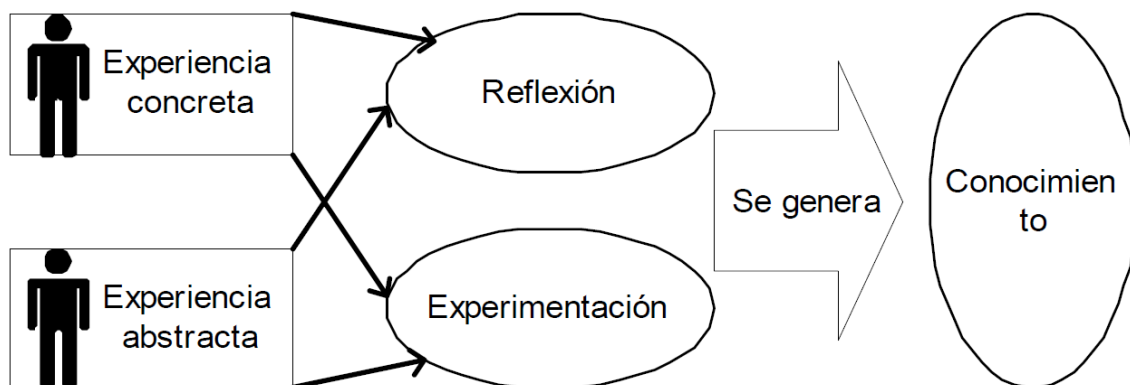 Experiencia
concreta
Reflexión
Se genera
Conocimien
to
Experiencia
abstracta
Experimentación